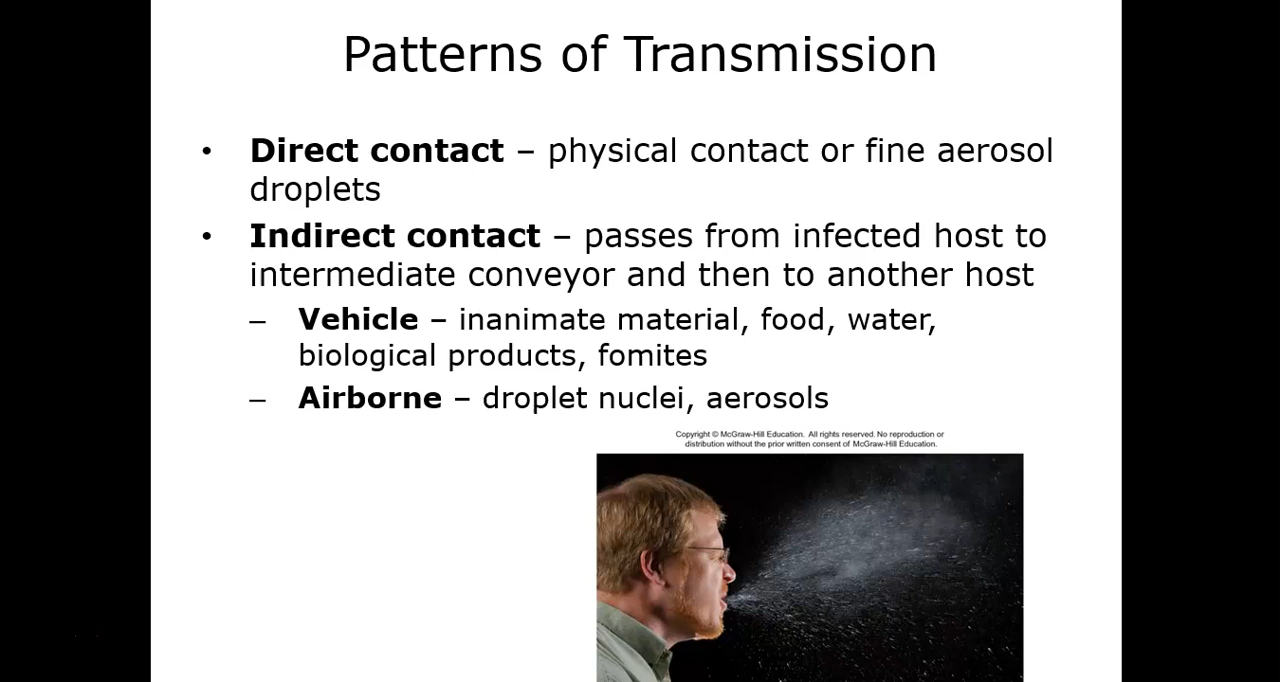 Patterns of Transmission
• Direct contact – physical contact or fine aerosol
droplets
• Indirect contact – passes from infected host to
intermediate conveyor and then to another host
– Vehicle – inanimate material, food, water,
biological products, fomites
– Airborne – droplet nuclei, aerosols
Copyright © McGraw-Hill Education. All rights reserved. No reproduction or
distribution without the prior written consent of McGraw-Hill Education.